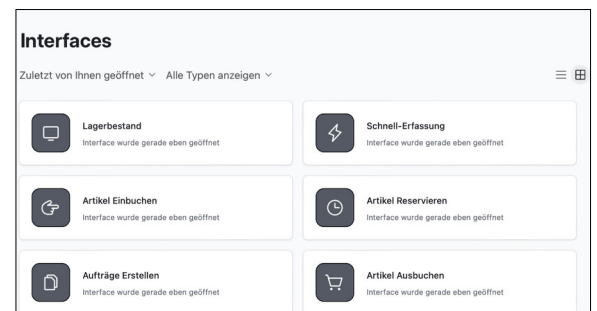 Interfaces
Zuletzt von Ihnen geöffnet Alle Typen anzeigen
Lagerbestand
Interface wurde gerade eben geöffnet
Schnell-Erfassung
Interface wurde gerade eben geöffnet
Artikel Einbuchen
Interface wurde gerade eben geöffnet
Artikel Reservieren
Interface wurde gerade eben geöffnet
Aufträge Erstellen
Interface wurde gerade eben geöffnet
Artikel Ausbuchen
Interface wurde gerade eben geöffnet